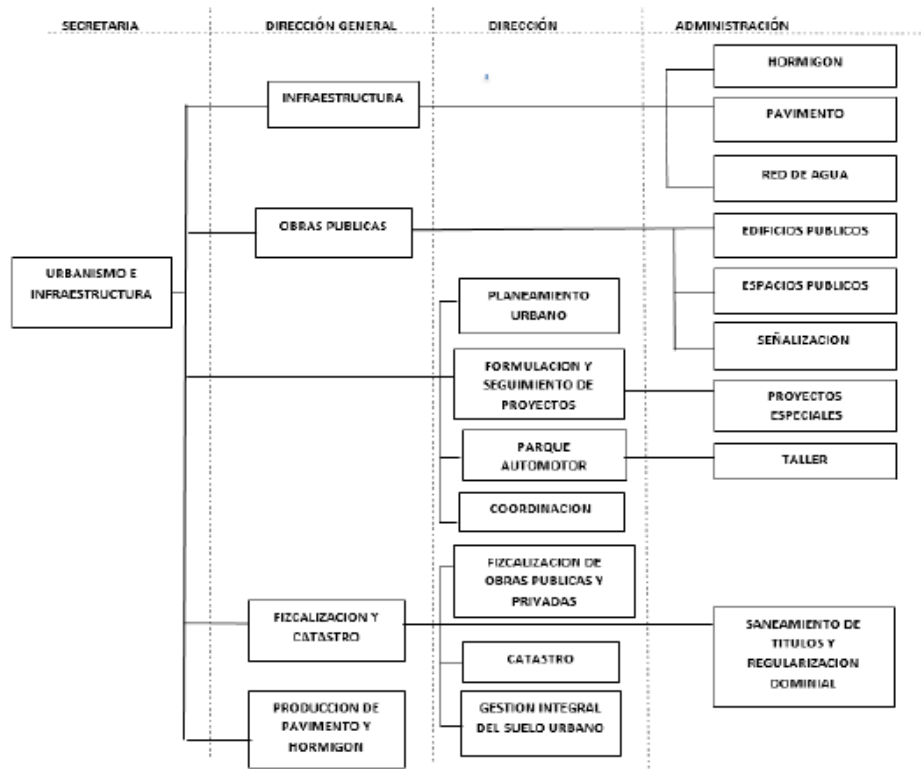 SECRETARIA
DIRECCIÓN GENERAL
DIRECCIÓN
ADMINISTRACIÓN
HORMIGON
INFRAESTRUCTURA
PAVIMENTO
RED DE AGUA
OBRAS PUBLICAS
EDIFICIOS PUBLICOS
URBANISMO E
INFRAESTRUCTURA
ESPACIOS PUBLICOS
PLANEAMIENTO
URBANO
SEÑALIZACION
FORMULACION Y
SEGUIMIENTO DE
PROYECTOS
PROYECTOS
ESPECIALES
PARQUE
AUTOMOTOR
TALLER
COORDINACION
FIZCALIZACION DE
OBRAS PUBLICAS Y
PRIVADAS
FIZCALIZACION Y
CATASTRO
SANEAMIENTO DE
TITULOS Y
REGULARIZACION
DOMINIAL
CATASTRO
PRODUCCION DE
PAVIMENTO Y
HORMIGON
GESTION INTEGRAL
DEL SUELO URBANO